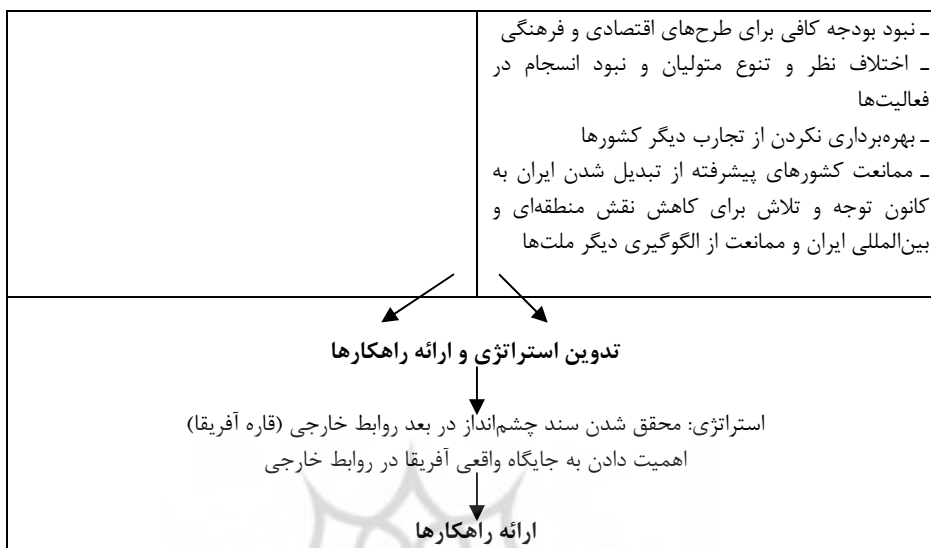 ـ نبود بودجه کافی برای طرح‌های اقتصادی و فرهنگی
ـ اختلاف نظر و تنوع متولیان و نبود انسجام در
فعالیت‌ها
ـ بهره‌برداری نکردن از تجارب دیگر کشورها
ـ ممانعت کشورهای پیشرفته از تبدیل شدن ایران به
کانون توجه و تلاش برای کاهش نقش منطقه‌ای و
بین‌المللی ایران و ممانعت از الگوگیری دیگر ملت‌ها
تدوین استراتژی و ارائه راهکارها
استراتژی: محقق شدن سند چشم‌انداز در بعد روابط خارجی (قاره آفریقا)
اهمیت دادن به جایگاه واقعی آفریقا در روابط خارجی
ارائه راهکارها